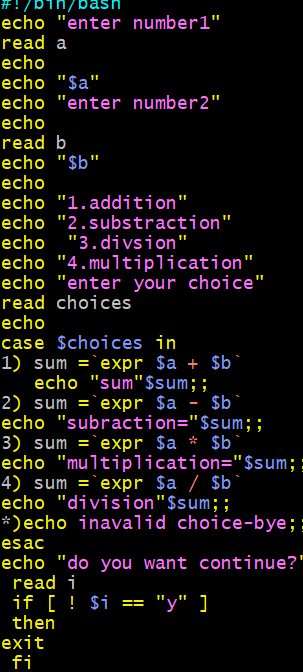 #!/bin/bash
echo "enter number1"
read a
echo
echo "$a"
echo "enter number2"
echo
read b
echo "$b"
echo
echo "1.addition"
echo "2.substraction"
echo  "3.divsion"
echo "4.multiplication"
echo "enter your choice"
read choices
echo
case $choices in
1) sum =`expr $a + $b`
   echo "sum"$sum;;
2) sum =`expr $a - $b`
echo "subraction="$sum;;
3) sum =`expr $a * $b`
echo "multiplication="$sum;;
4) sum =`expr $a / $b`
echo "division"$sum;;
*)echo inavalid choice-bye;;
esac
echo "do you want continue?"
 read i
 if [ ! $i == "y" ]
 then
exit
 fi